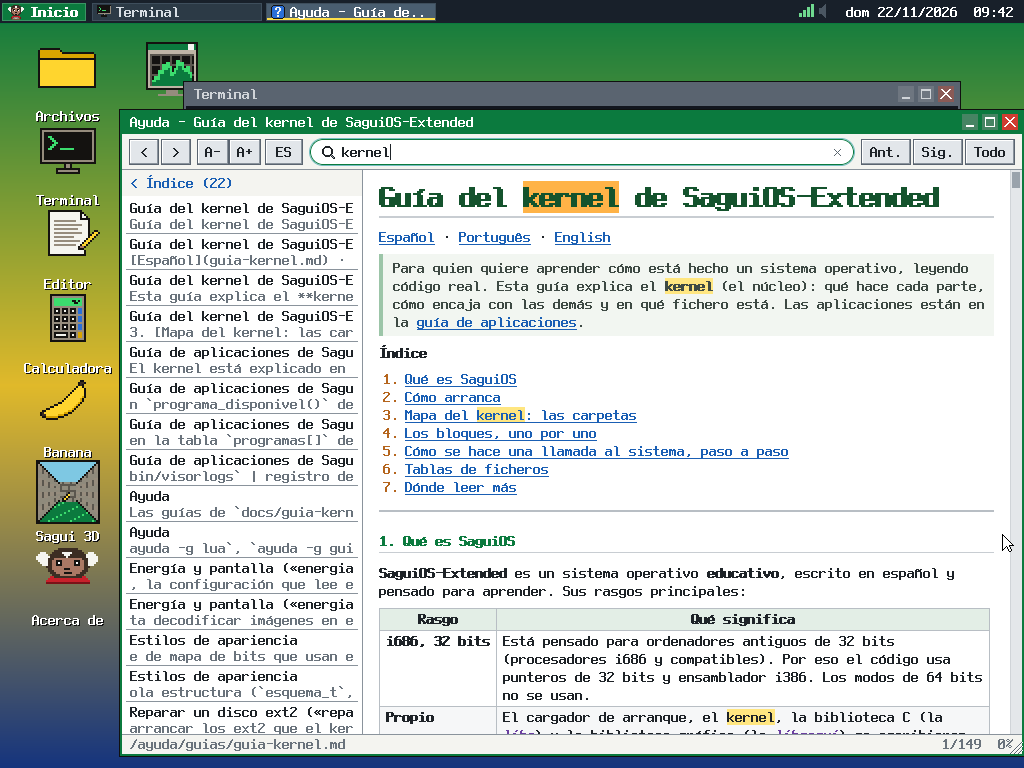 Inicio
Terminal
Ayuda - Guía de..
dom 22/11/2026 09:42
Archivos
Terminal
Editor
Calculadora
Banana
Sagui 3D
Acerca de
Terminal
Ayuda - Guía del kernel de SaguiOS-Extended
< > A- A+ ES
kernel
Ant. Sig. Todo
< Índice (22)
Guía del kernel de SaguiOS-E
Guía del kernel de SaguiOS-E
Guía del kernel de SaguiOS-E
[Español](guia-kernel.md) ·
Guía del kernel de SaguiOS-E
Esta guía explica el **kerne
Guía del kernel de SaguiOS-E
3. [Mapa del kernel: las car
Guía de aplicaciones de Sagu
El kernel está explicado en
Guía de aplicaciones de Sagu
n `programa_disponivel()` de
Guía de aplicaciones de Sagu
en la tabla `programas[]` de
Guía de aplicaciones de Sagu
bin/visorlogs` | registro de
Ayuda
Las guías de `docs/guia-kern
Ayuda
ayuda -g lua`, `ayuda -g gui
Energía y pantalla («energia
, la configuración que lee e
Energía y pantalla («energia
ta decodificar imágenes en e
Estilos de apariencia
e de mapa de bits que usan e
Estilos de apariencia
ola estructura (`esquema_t`,
Reparar un disco ext2 («repa
arrancar los ext2 que el ker
Guía del kernel de SaguiOS-Extended
Español · Português · English
Para quien quiere aprender cómo está hecho un sistema operativo, leyendo
código real. Esta guía explica el kernel (el núcleo): qué hace cada parte,
cómo encaja con las demás y en qué fichero está. Las aplicaciones están en
la guía de aplicaciones.
Índice
1. Qué es SaguiOS
2. Cómo arranca
3. Mapa del kernel: las carpetas
4. Los bloques, uno por uno
5. Cómo se hace una llamada al sistema, paso a paso
6. Tablas de ficheros
7. Dónde leer más
1. Qué es SaguiOS
SaguiOS-Extended es un sistema operativo educativo, escrito en español y
pensado para aprender. Sus rasgos principales:
Rasgo Qué significa
i686, 32 bits Está pensado para ordenadores antiguos de 32 bits
(procesadores i686 y compatibles). Por eso el código usa
punteros de 32 bits y ensamblador i386. Los modos de 64 bits
no se usan.
Propio El cargador de arranque, el kernel, la biblioteca C (la
/ayuda/guias/guia-kernel.md
1/149 0%